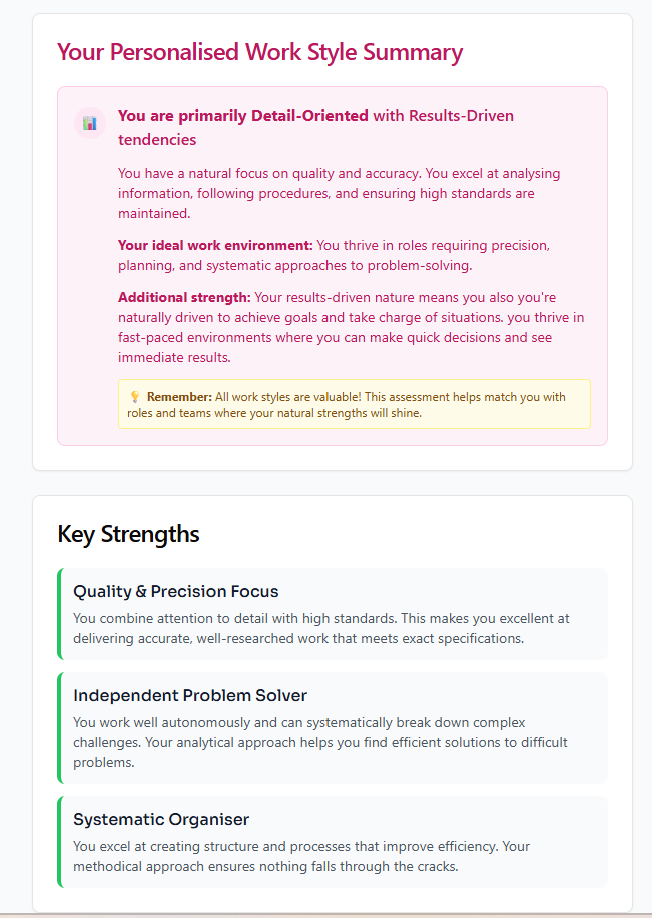 Your Personalised Work Style Summary
You are primarily Detail-Oriented with Results-Driven
tendencies
You have a natural focus on quality and accuracy. You excel at analysing
information, following procedures, and ensuring high standards are
maintained.
Your ideal work environment: You thrive in roles requiring precision,
planning, and systematic approaches to problem-solving.
Additional strength: Your results-driven nature means you also you're
naturally driven to achieve goals and take charge of situations. you thrive in
fast-paced environments where you can make quick decisions and see
immediate results.
Remember: All work styles are valuable! This assessment helps match you with
roles and teams where your natural strengths will shine.
Key Strengths
Quality & Precision Focus
You combine attention to detail with high standards. This makes you excellent at
delivering accurate, well-researched work that meets exact specifications.
Independent Problem Solver
You work well autonomously and can systematically break down complex
challenges. Your analytical approach helps you find efficient solutions to difficult
problems.
Systematic Organiser
You excel at creating structure and processes that improve efficiency. Your
methodical approach ensures nothing falls through the cracks.